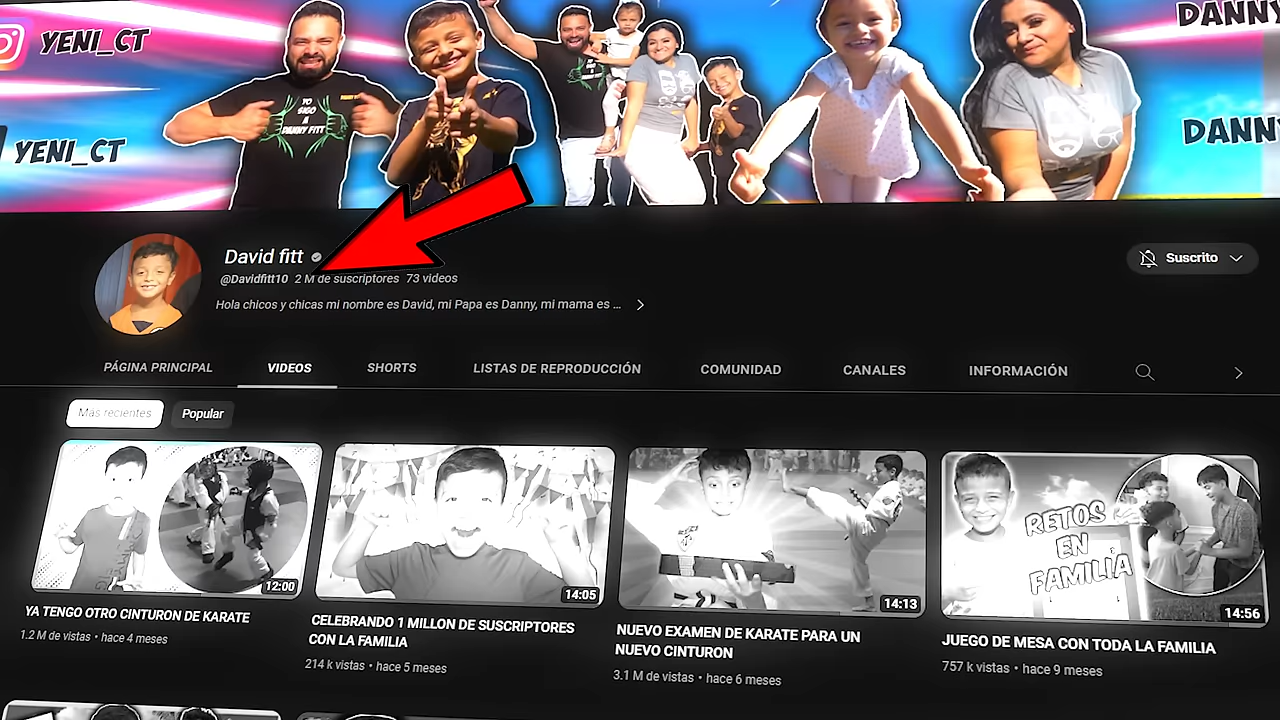 YENI_CT
DANNY
YO
SIGO
A
DANNY FITT
YENI_CT
DANNY
David fitt
@Davidfitt10 2 M de suscriptores 73 videos
Suscrito
Hola chicos y chicas mi nombre es David, mi Papa es Danny, mi mama es ...
PÁGINA PRINCIPAL VIDEOS SHORTS LISTAS DE REPRODUCCIÓN COMUNIDAD CANALES INFORMACIÓN
Más recientes Popular
RETOS
EN
FAMILIA
12:00
14:05
14:13
14:56
YA TENGO OTRO CINTURON DE KARATE
1.2 M de vistas • hace 4 meses
CELEBRANDO 1 MILLON DE SUSCRIPTORES
CON LA FAMILIA
214 k vistas • hace 5 meses
NUEVO EXAMEN DE KARATE PARA UN
NUEVO CINTURON
3.1 M de vistas • hace 6 meses
JUEGO DE MESA CON TODA LA FAMILIA
757 k vistas • hace 9 meses